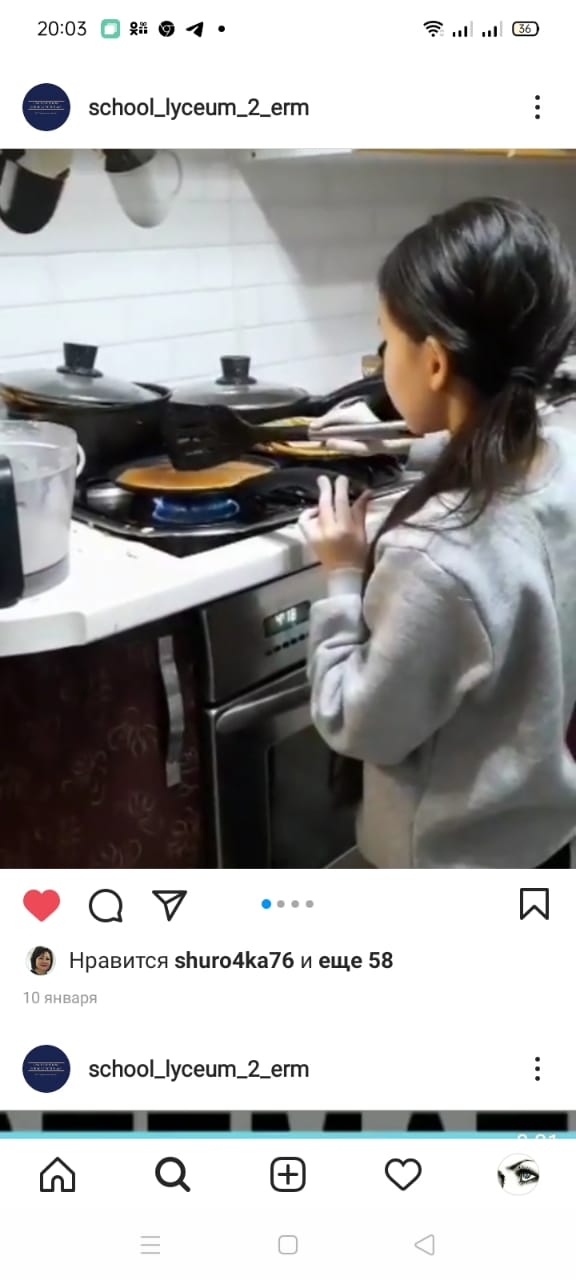 20:03
36
school_lyceum_2_erm
Нравится shuro4ka76 и еще 58
10 января
school_lyceum_2_erm